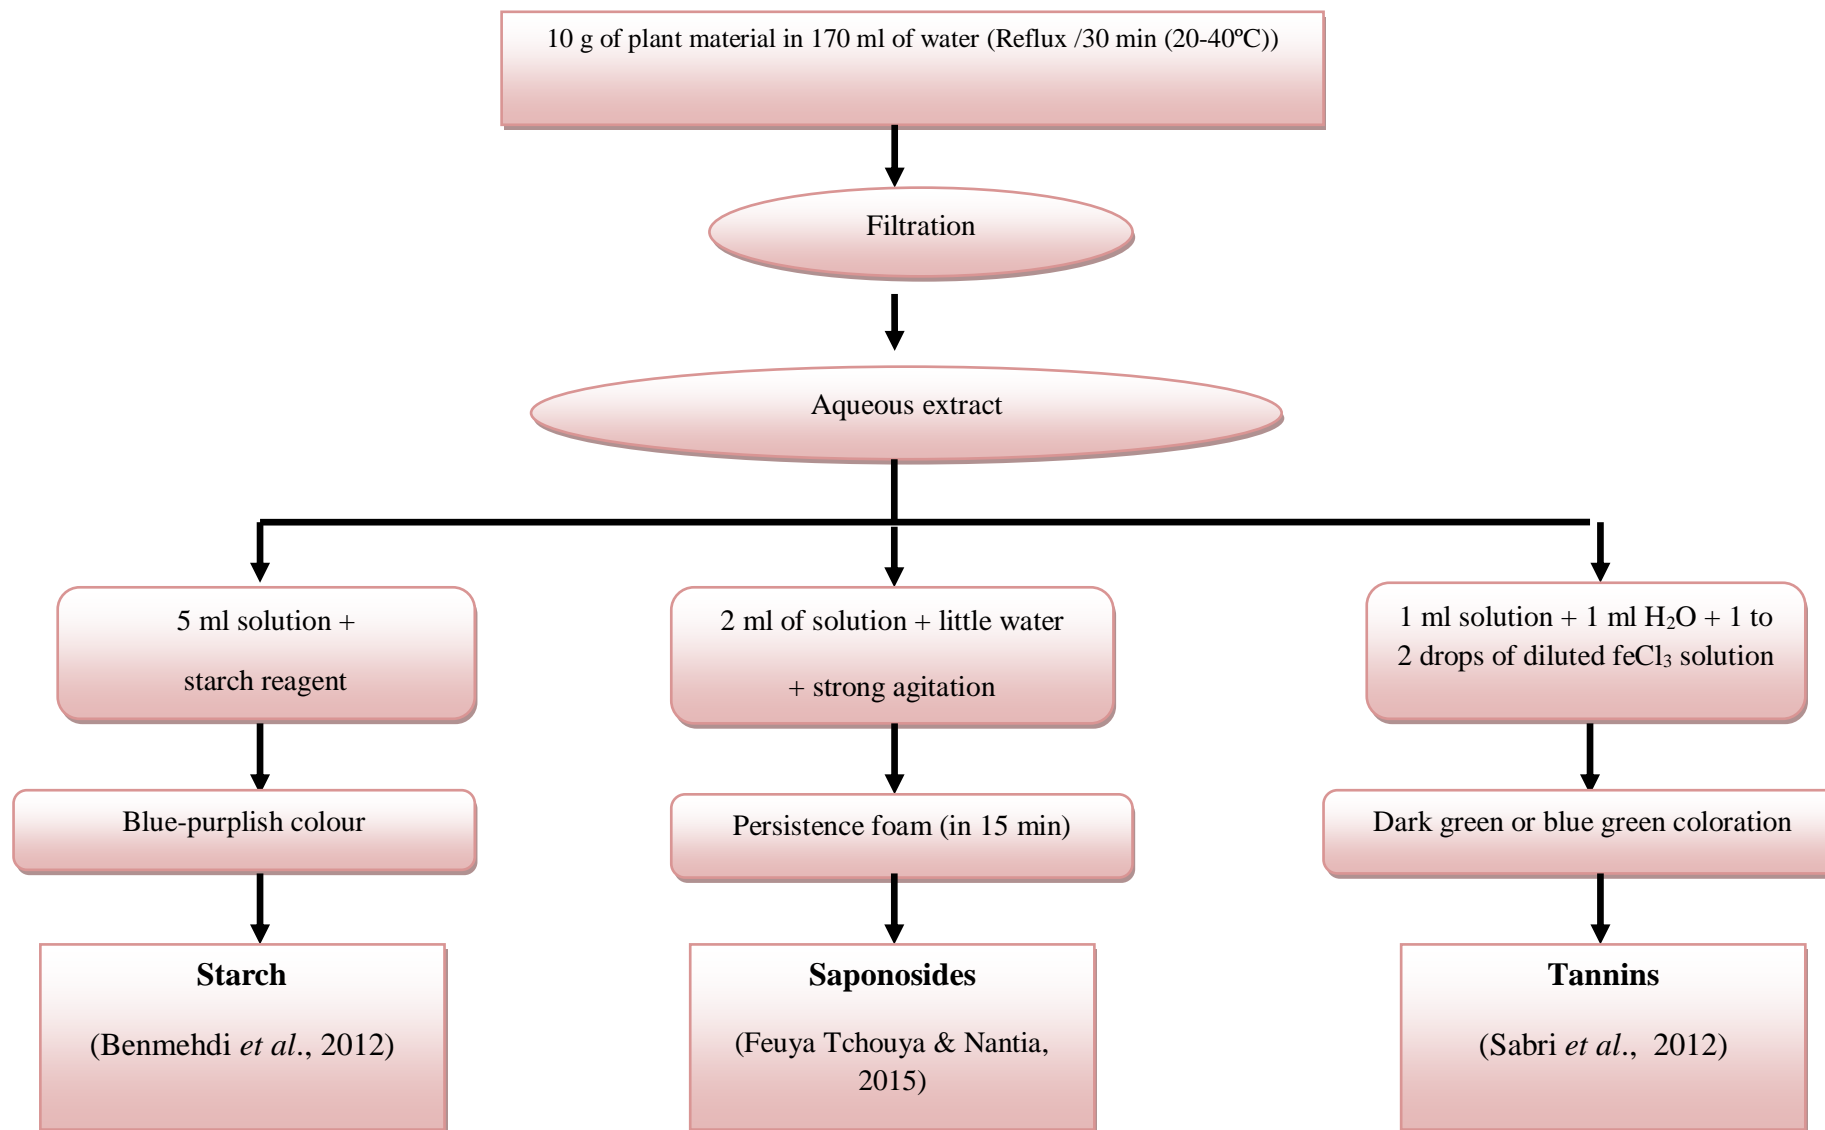 10 g of plant material in 170 ml of water (Reflux /30 min (20-40ºC))
Filtration
Aqueous extract
5 ml solution +
starch reagent
2 ml of solution + little water
+ strong agitation
1 ml solution + 1 ml H₂O + 1 to
2 drops of diluted feCl₃ solution
Blue-purplish colour
Persistence foam (in 15 min)
Dark green or blue green coloration
Starch
(Benmehdi et al., 2012)
Saponosides
(Feuya Tchouya & Nantia,
2015)
Tannins
(Sabri et al.,  2012)